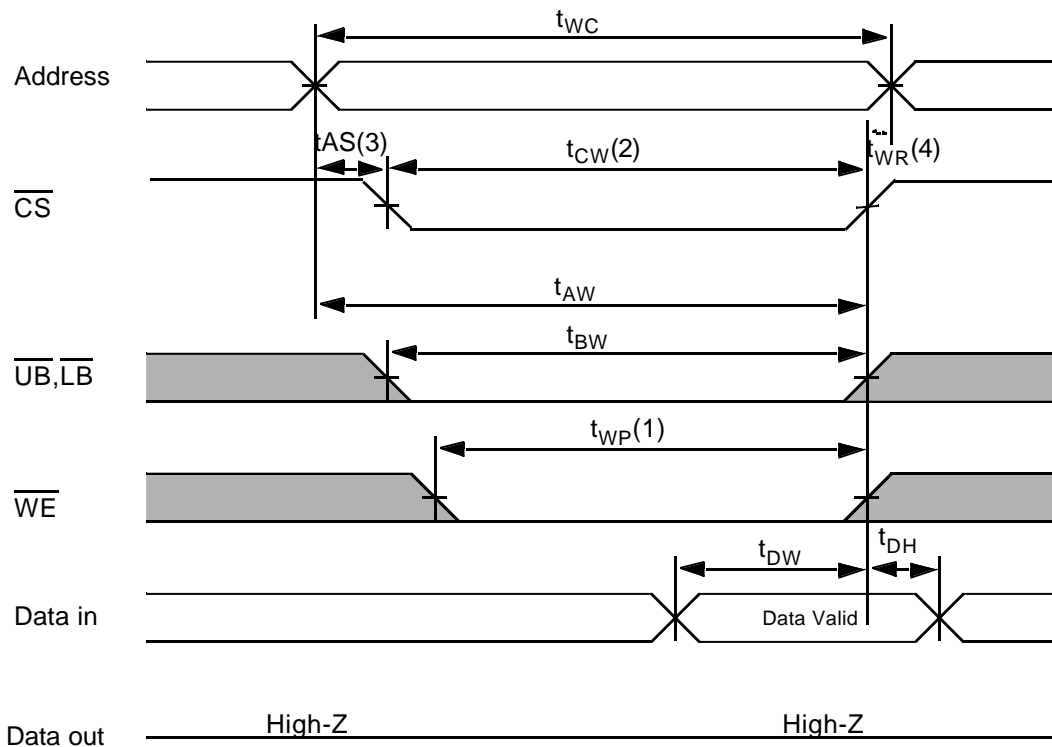 tWC
Address
tAS(3) tCW(2) tWR(4)
CS
tAW
tBW
UB,LB
tWP(1)
WE
tDW tDH
Data in Data Valid
High-Z High-Z
Data out